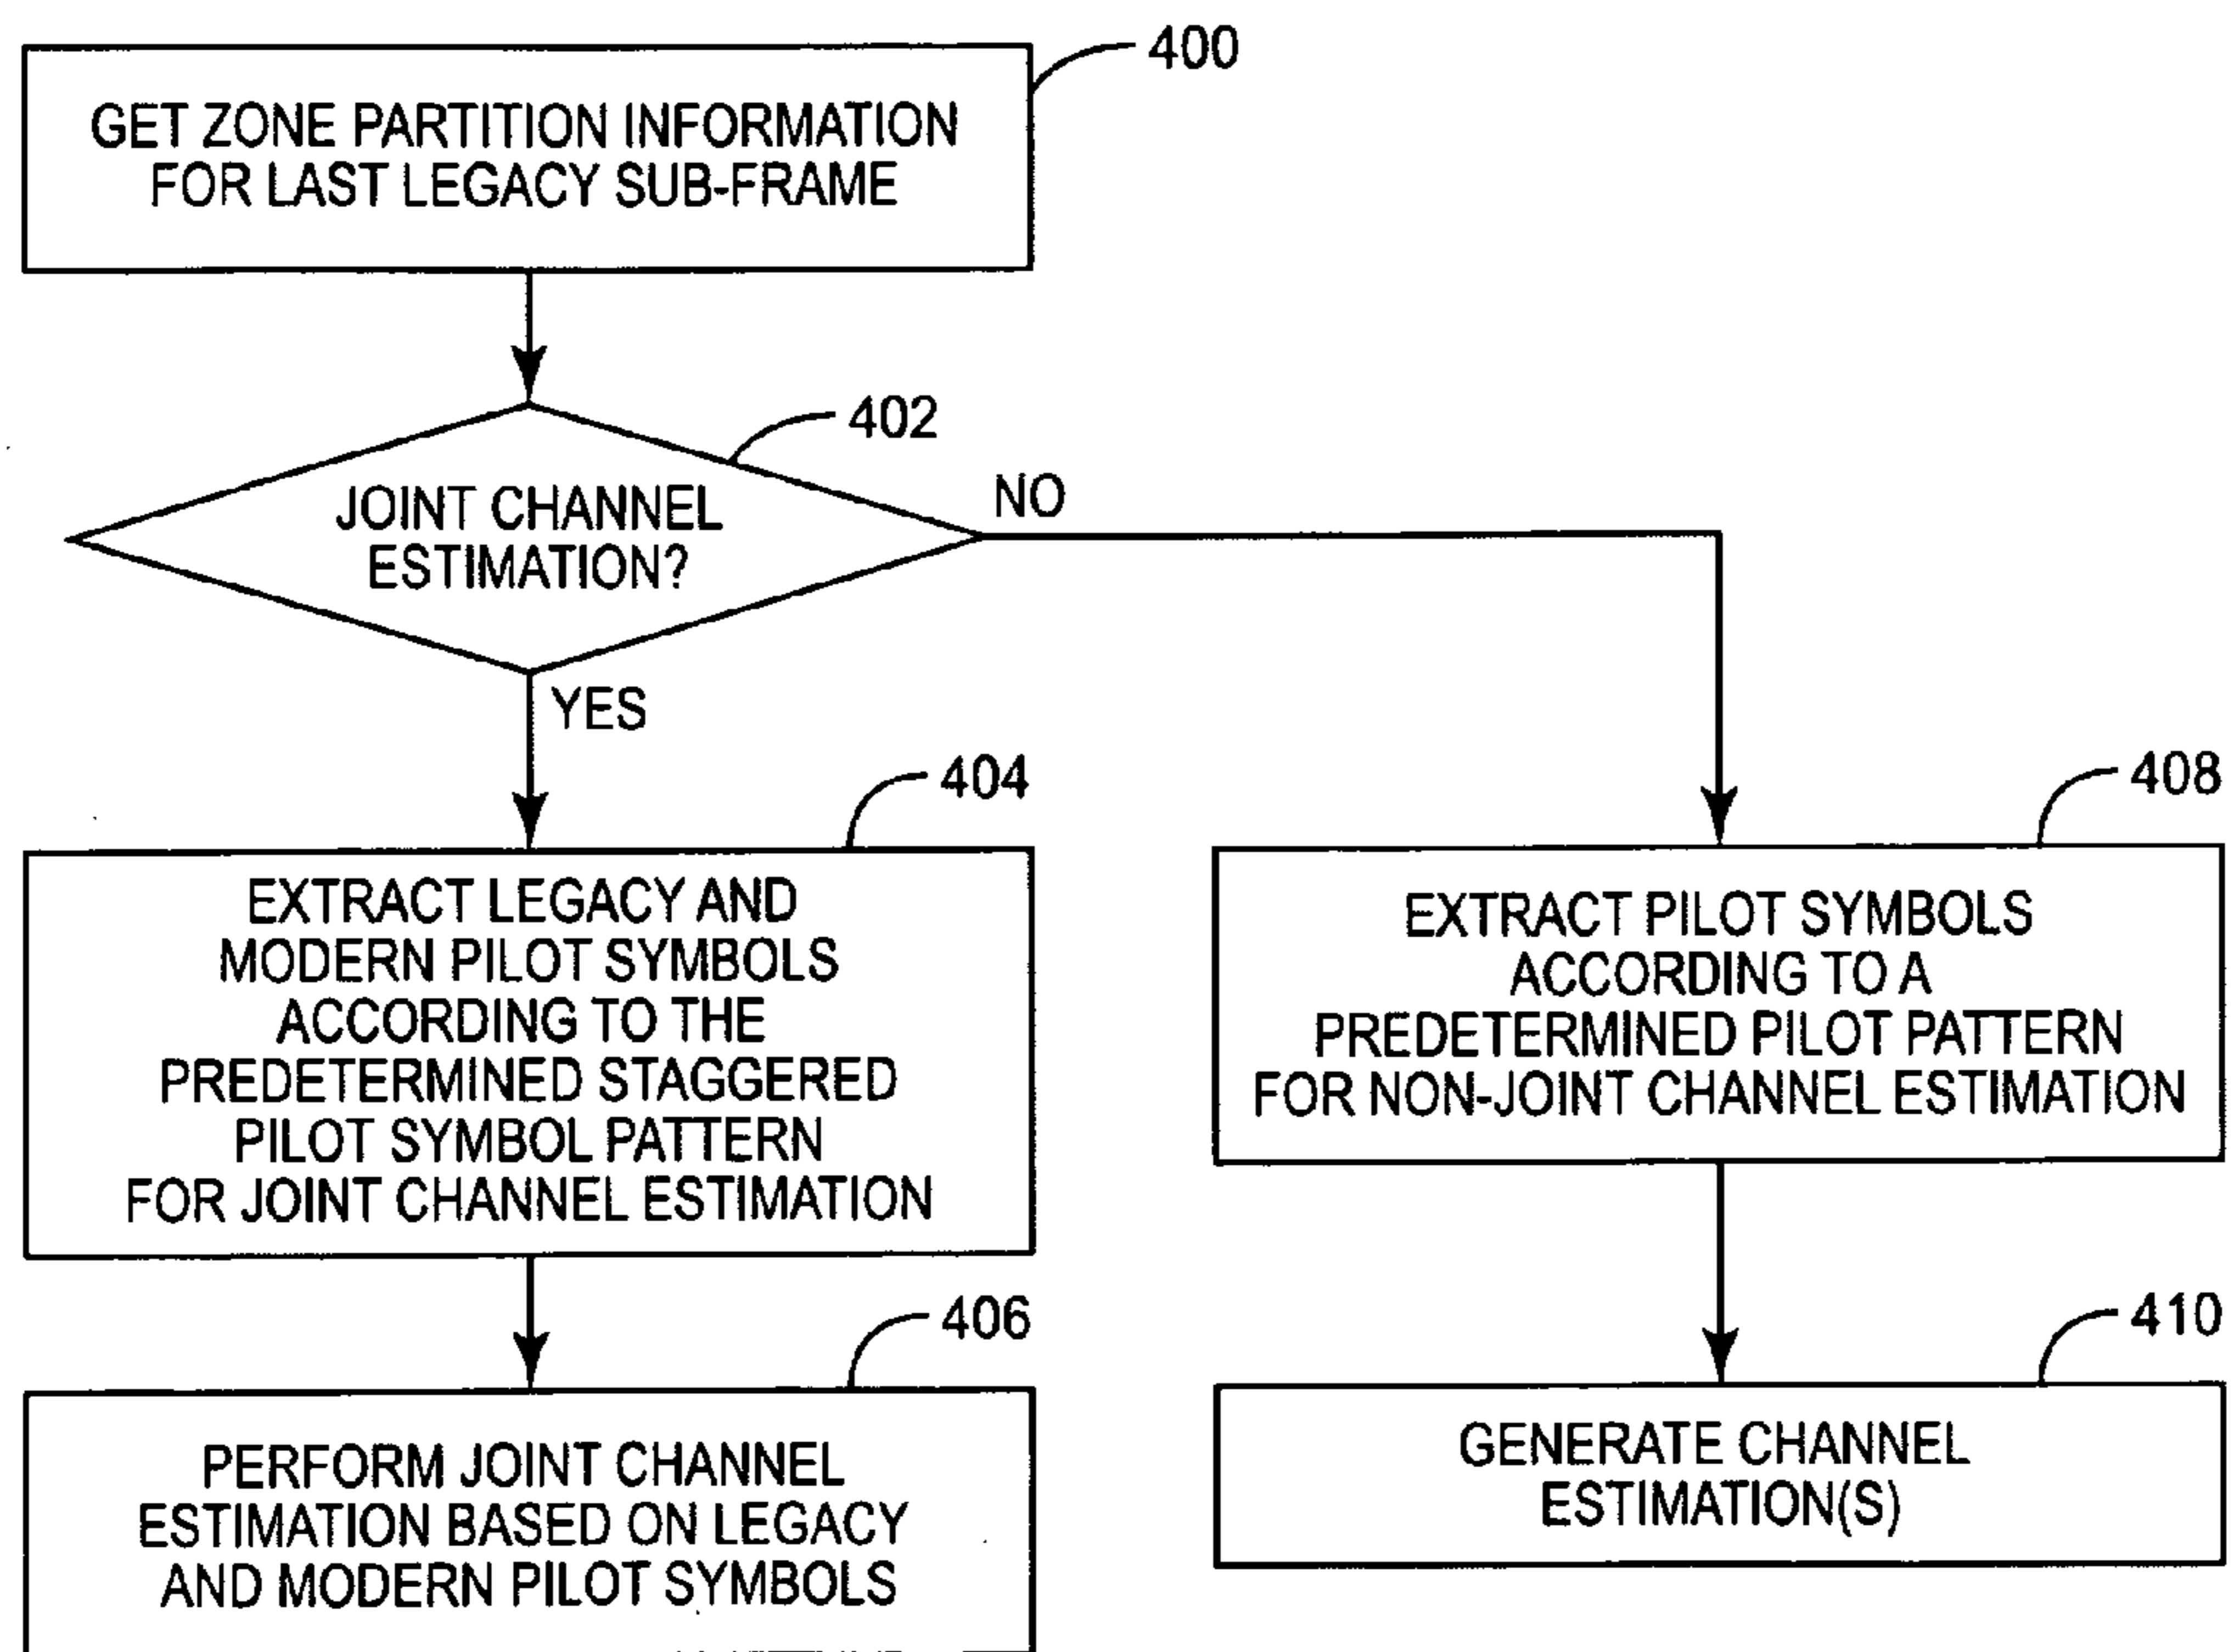 400
GET ZONE PARTITION INFORMATION
FOR LAST LEGACY SUB-FRAME
402
JOINT CHANNEL
ESTIMATION?
NO
YES
404
EXTRACT LEGACY AND
MODERN PILOT SYMBOLS
ACCORDING TO THE
PREDETERMINED STAGGERED
PILOT SYMBOL PATTERN
FOR JOINT CHANNEL ESTIMATION
406
PERFORM JOINT CHANNEL
ESTIMATION BASED ON LEGACY
AND MODERN PILOT SYMBOLS
408
EXTRACT PILOT SYMBOLS
ACCORDING TO A
PREDETERMINED PILOT PATTERN
FOR NON-JOINT CHANNEL ESTIMATION
410
GENERATE CHANNEL
ESTIMATION(S)